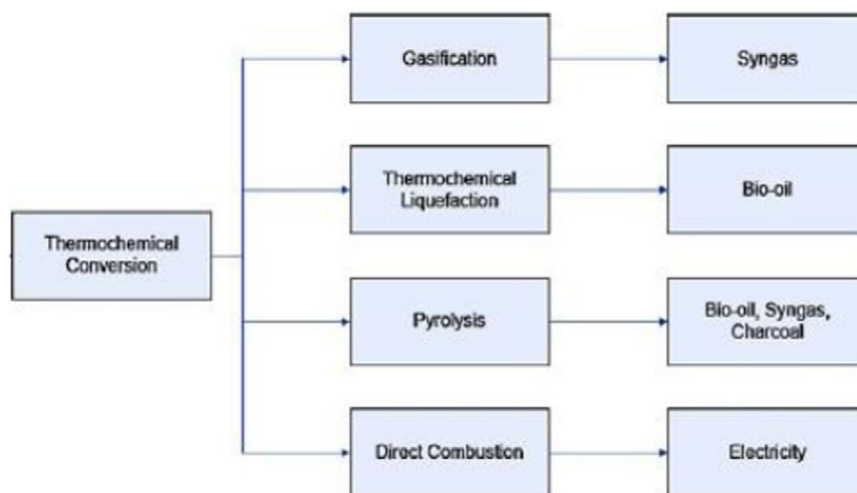 Gasification
Syngas
Thermochemical
Liquefaction
Bio-oil
Thermochemical
Conversion
Pyrolysis
Bio-oil, Syngas,
Charcoal
Direct Combustion
Electricity